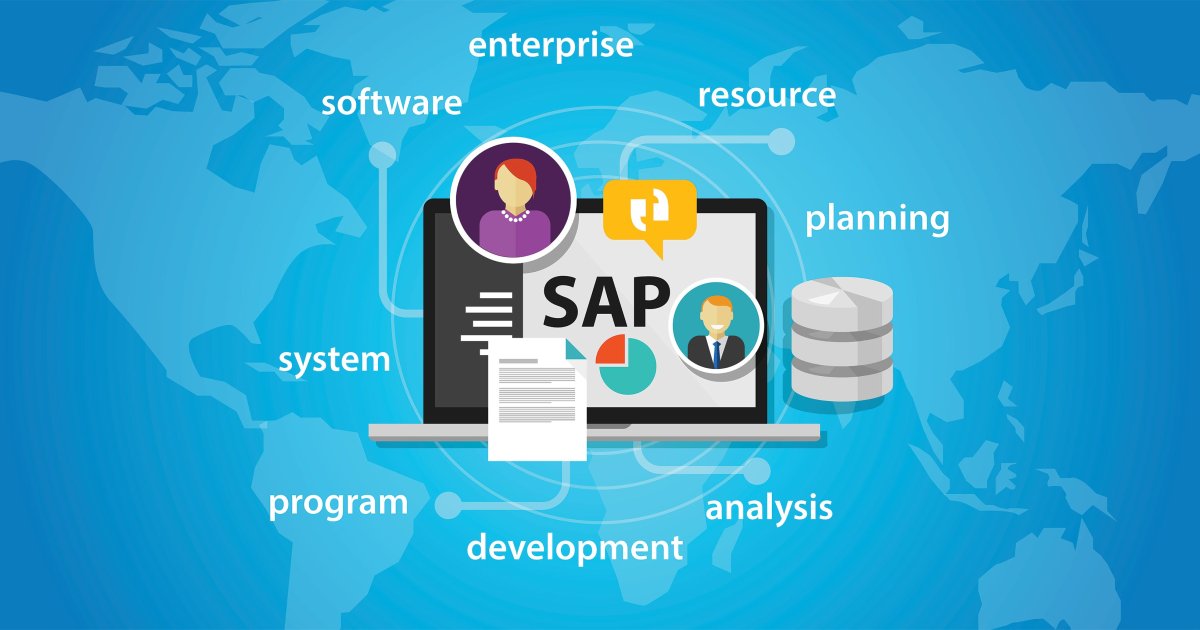 enterprise
software
resource
planning
SAP
system
program
analysis
development